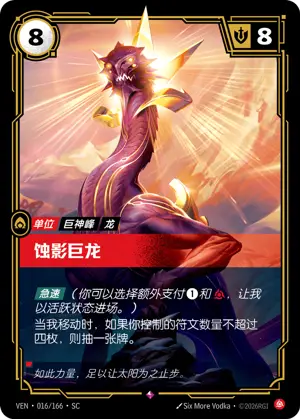 8
8
单位 巨神峰 龙
蚀影巨龙
急速 （你可以选择额外支付1和，让我
以活跃状态进场。）
当我移动时，如果你控制的符文数量不超过
四枚，则抽一张牌。
如此力量，足以让太阳为之止步。
VEN • 016/166 • SC
Six More Vodka • ©2026RGI